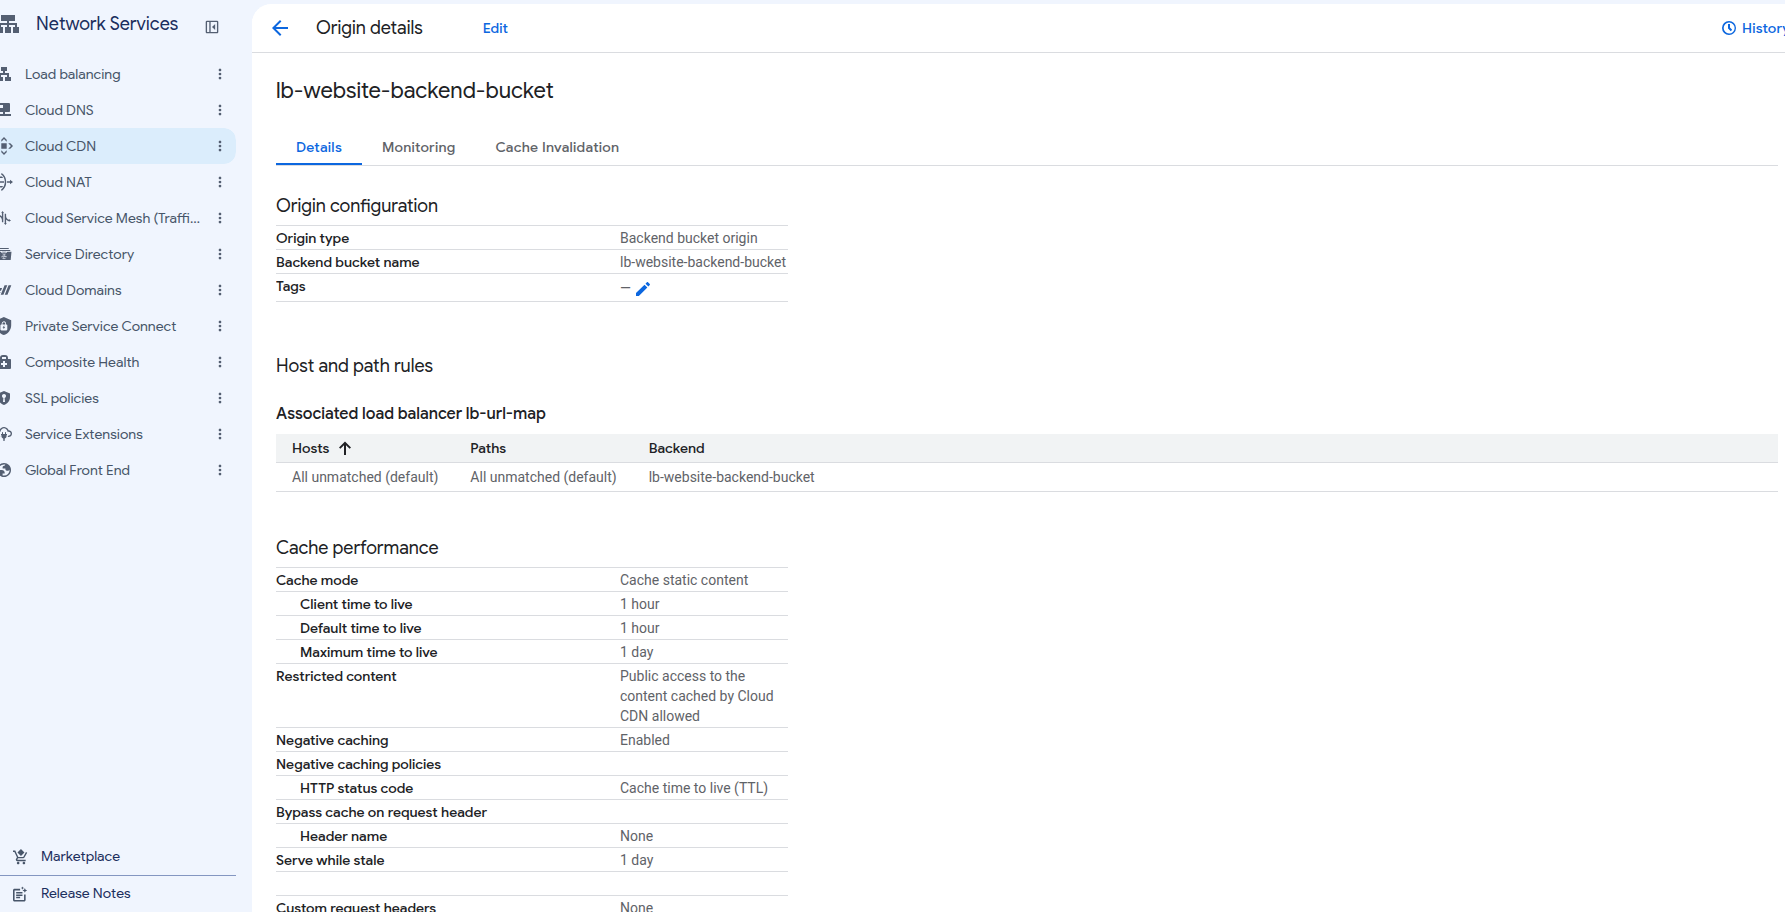 Network Services
Load balancing
Cloud DNS
Cloud CDN
Cloud NAT
Cloud Service Mesh (Traffi...
Service Directory
Cloud Domains
Private Service Connect
Composite Health
SSL policies
Service Extensions
Global Front End
Marketplace
Release Notes
Origin details Edit History
lb-website-backend-bucket
Details Monitoring Cache Invalidation
Origin configuration
Origin type Backend bucket origin
Backend bucket name lb-website-backend-bucket
Tags —
Host and path rules
Associated load balancer lb-url-map
Hosts Paths Backend
All unmatched (default) All unmatched (default) lb-website-backend-bucket
Cache performance
Cache mode Cache static content
Client time to live 1 hour
Default time to live 1 hour
Maximum time to live 1 day
Restricted content Public access to the
content cached by Cloud
CDN allowed
Negative caching Enabled
Negative caching policies
HTTP status code Cache time to live (TTL)
Bypass cache on request header
Header name None
Serve while stale 1 day
Custom request headers None